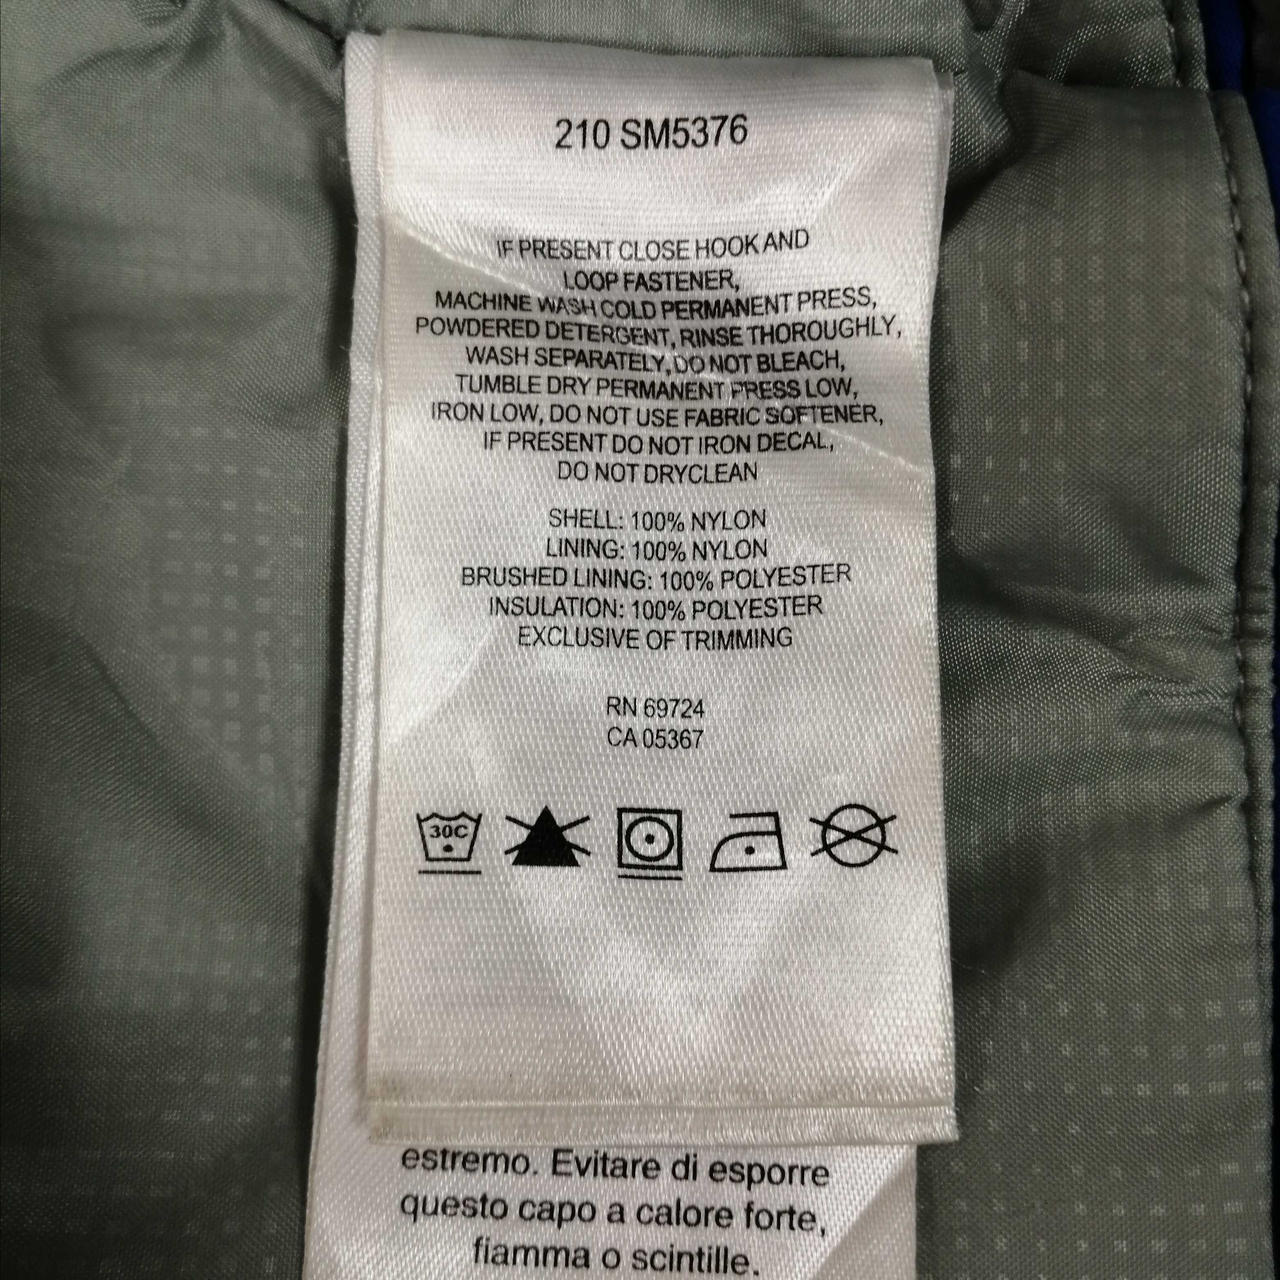 210 SM5376
IF PRESENT CLOSE HOOK AND
LOOP FASTENER,
MACHINE WASH COLD PERMANENT PRESS,
POWDERED DETERGENT, RINSE THOROUGHLY,
WASH SEPARATELY, DO NOT BLEACH,
TUMBLE DRY PERMANENT PRESS LOW,
IRON LOW, DO NOT USE FABRIC SOFTENER,
IF PRESENT DO NOT IRON DECAL,
DO NOT DRYCLEAN
SHELL: 100% NYLON
LINING: 100% NYLON
BRUSHED LINING: 100% POLYESTER
INSULATION: 100% POLYESTER
EXCLUSIVE OF TRIMMING
RN 69724
CA 05367
30C
estremo. Evitare di esporre
questo capo a calore forte,
fiamma o scintille.